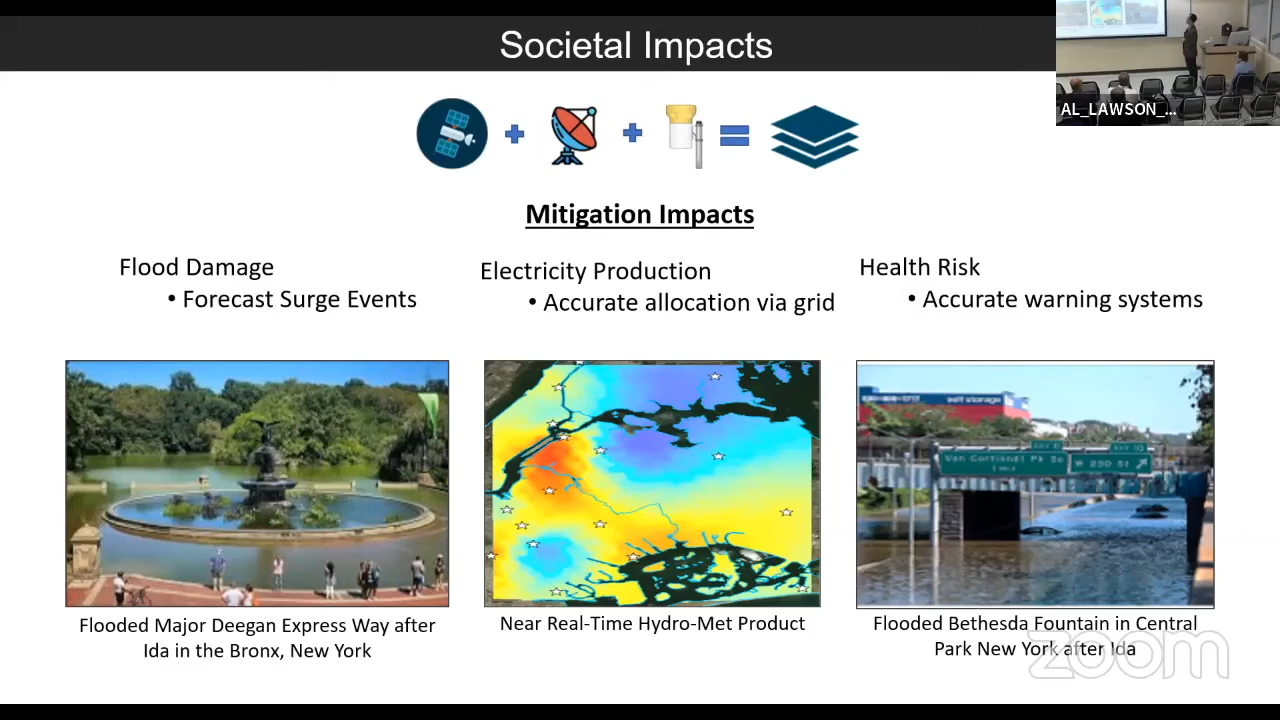 Societal Impacts
AL_LAWSON_...
Mitigation Impacts
Flood Damage
• Forecast Surge Events
Electricity Production
• Accurate allocation via grid
Health Risk
• Accurate warning systems
self storage
Van Cortlandt Pk So
W 230 St
Flooded Major Deegan Express Way after
Ida in the Bronx, New York
Near Real-Time Hydro-Met Product
Flooded Bethesda Fountain in Central
Park New York after Ida
zoom